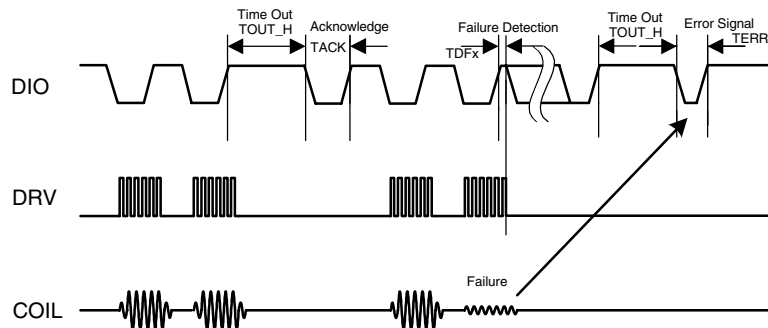 Time Out
TOUT_H
Acknowledge
TACK
Failure Detection
TDFx
Time Out
TOUT_H
Error Signal
TERR
DIO
DRV
Failure
COIL